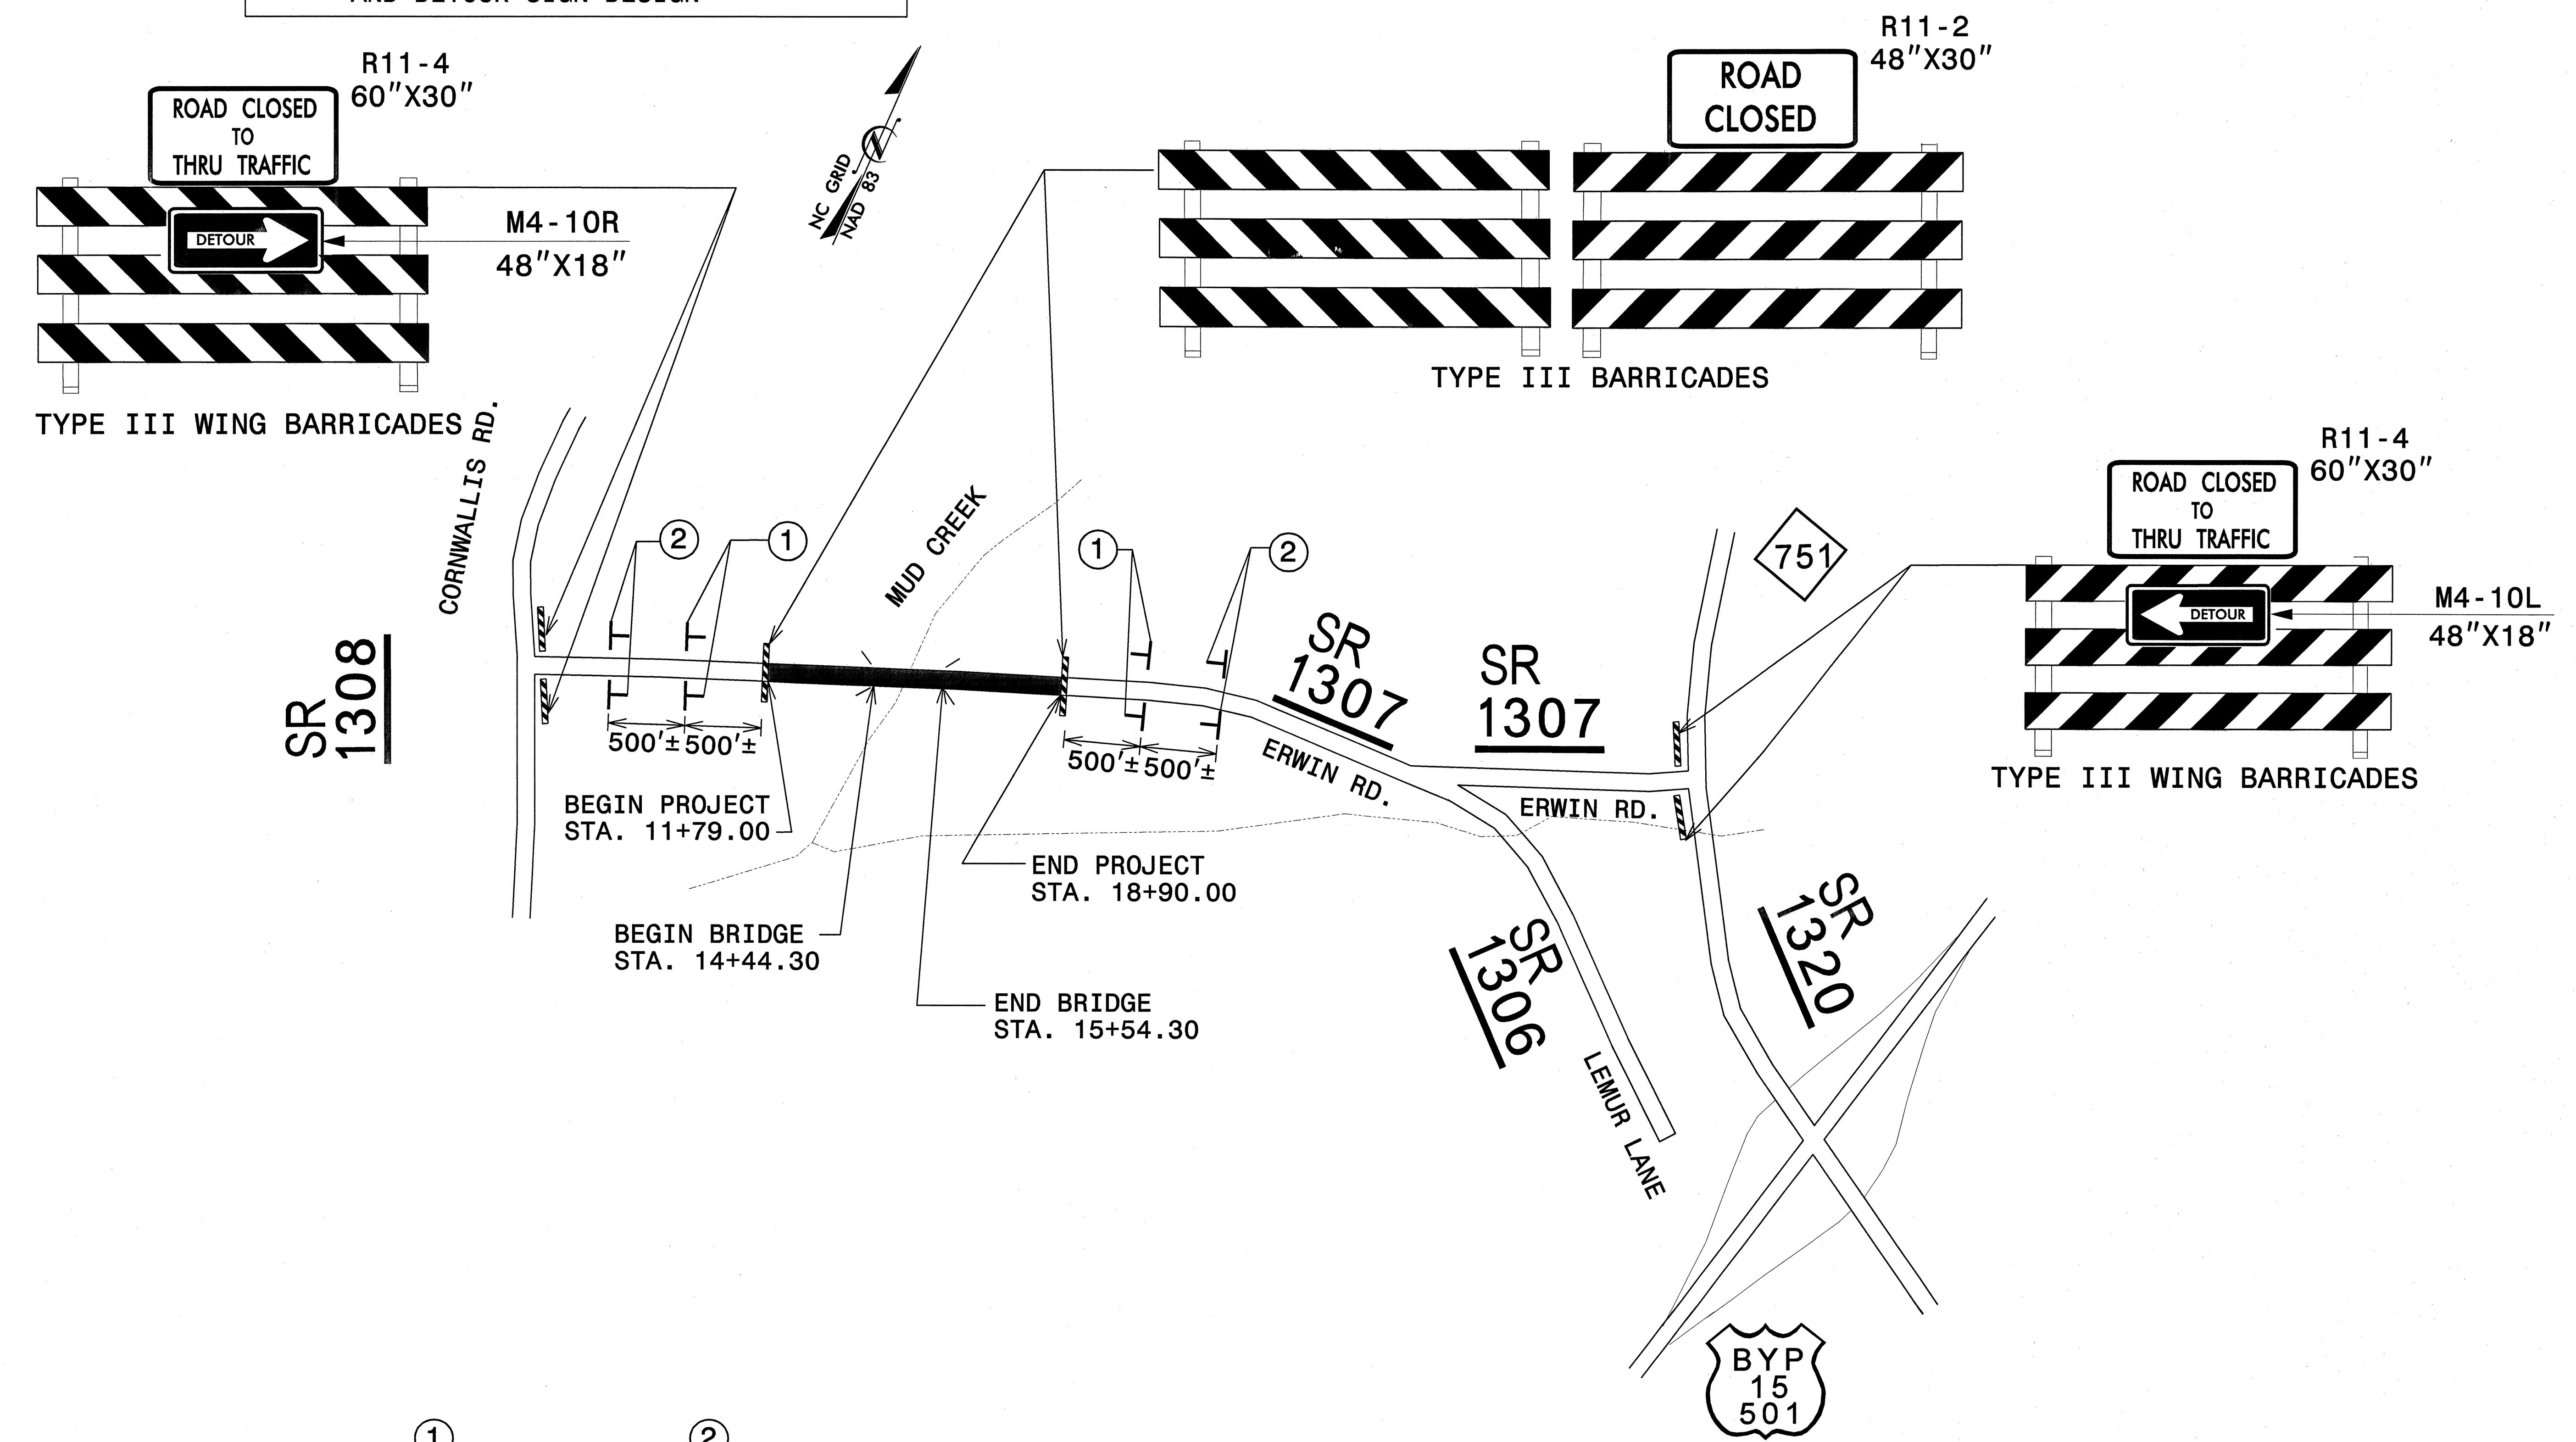 AND DETOUR SIGN DESIGN
R11-4
60"X30"
ROAD CLOSED
TO
THRU TRAFFIC
DETOUR
M4-10R
48"X18"
TYPE III WING BARRICADES
NC GRID
NAD 83
R11-2
48"X30"
ROAD
CLOSED
TYPE III BARRICADES
R11-4
60"X30"
ROAD CLOSED
TO
THRU TRAFFIC
DETOUR
M4-10L
48"X18"
TYPE III WING BARRICADES
CORNWALLIS RD.
SR
1308
2
1
MUD CREEK
1
2
751
500'±
500'±
500'±
500'±
SR
1307
ERWIN RD.
SR
1307
ERWIN RD.
BEGIN PROJECT
STA. 11+79.00
END PROJECT
STA. 18+90.00
BEGIN BRIDGE
STA. 14+44.30
END BRIDGE
STA. 15+54.30
SR
1306
LEMUR LANE
SR
1320
BYP
15
501
1
2